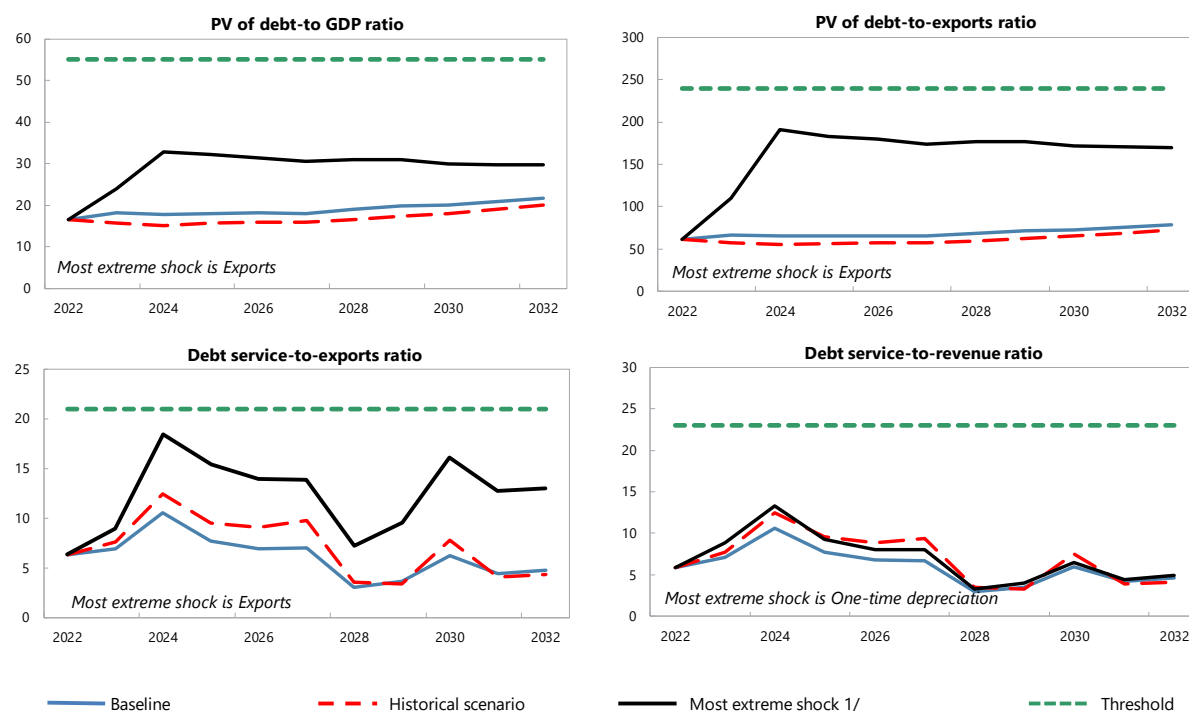 PV of debt-to GDP ratio
60
50
40
30
20
10
0
Most extreme shock is Exports
2022 2024 2026 2028 2030 2032
PV of debt-to-exports ratio
300
250
200
150
100
50
0
Most extreme shock is Exports
2022 2024 2026 2028 2030 2032
Debt service-to-exports ratio
25
20
15
10
5
0
Most extreme shock is Exports
2022 2024 2026 2028 2030 2032
Debt service-to-revenue ratio
30
25
20
15
10
5
0
Most extreme shock is One-time depreciation
2022 2024 2026 2028 2030 2032
Baseline Historical scenario Most extreme shock 1/ Threshold